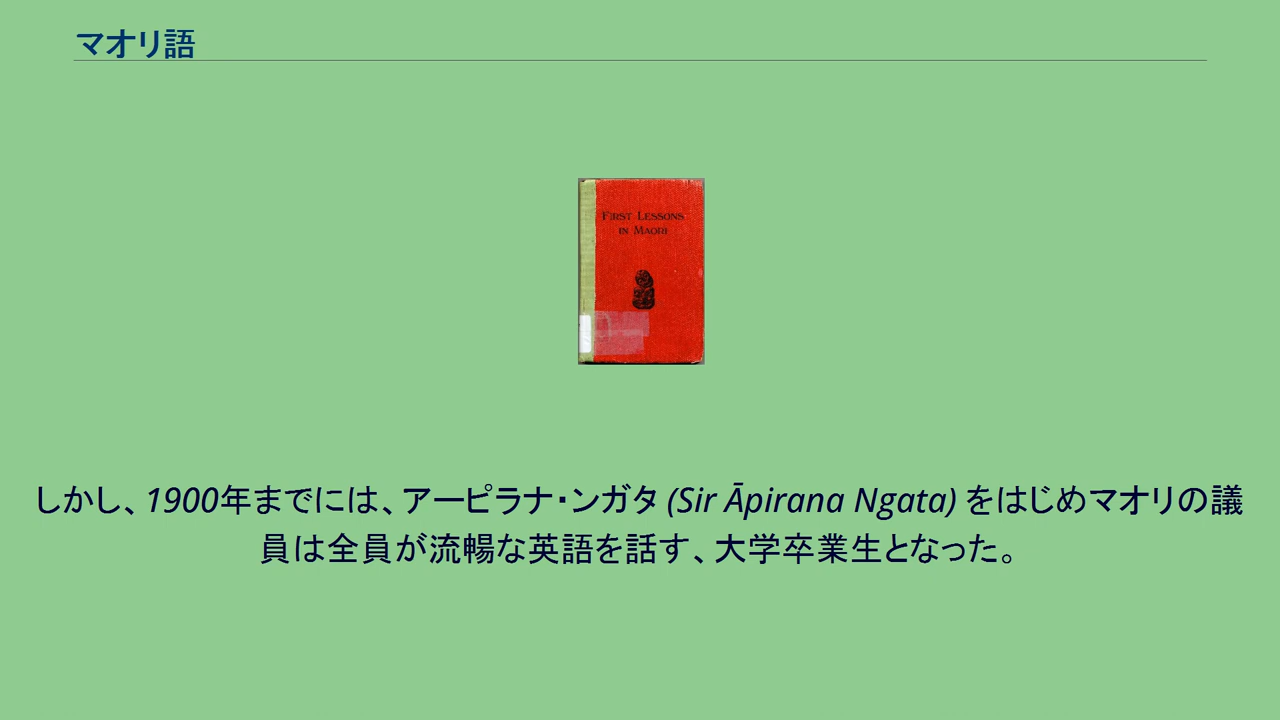 マオリ語
FIRST LESSONS
IN MAORI
しかし、1900年までには、アーピラナ・ンガタ (Sir Āpirana Ngata) をはじめマオリの議
員は全員が流暢な英語を話す、大学卒業生となった。